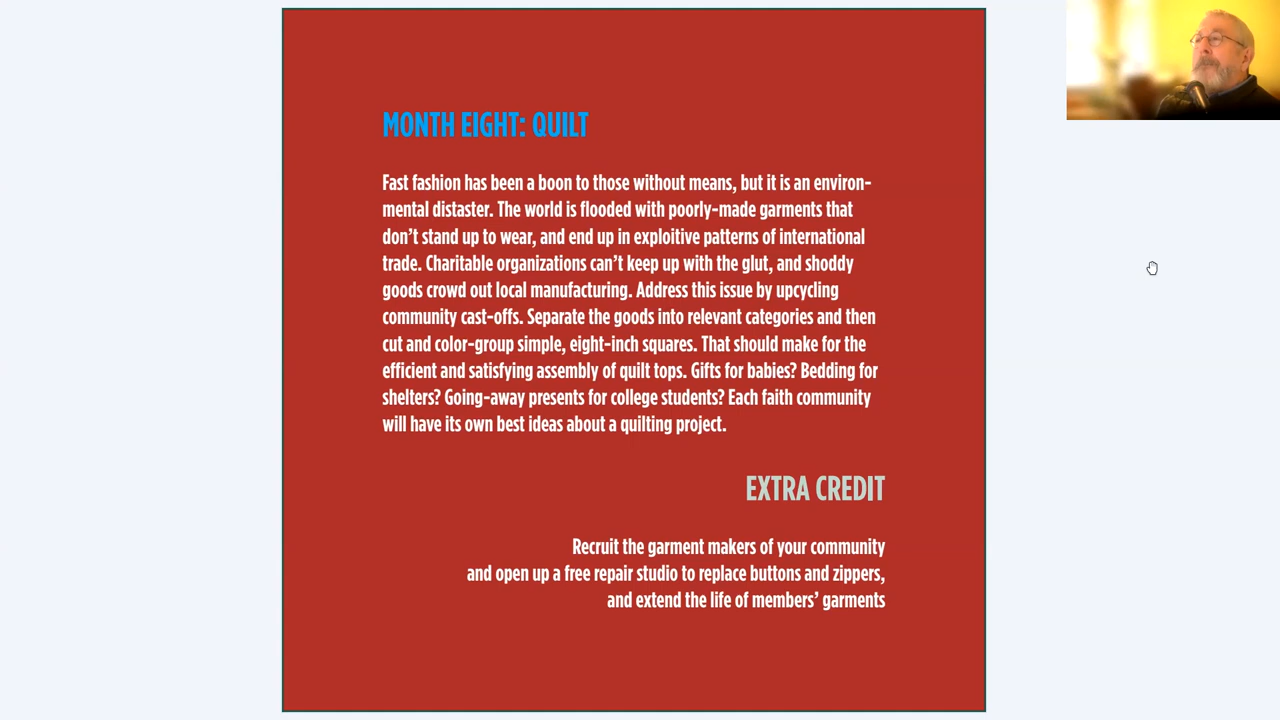 MONTH EIGHT: QUILT
Fast fashion has been a boon to those without means, but it is an environ-
mental distaster. The world is flooded with poorly-made garments that
don’t stand up to wear, and end up in exploitive patterns of international
trade. Charitable organizations can’t keep up with the glut, and shoddy
goods crowd out local manufacturing. Address this issue by upcycling
community cast-offs. Separate the goods into relevant categories and then
cut and color-group simple, eight-inch squares. That should make for the
efficient and satisfying assembly of quilt tops. Gifts for babies? Bedding for
shelters? Going-away presents for college students? Each faith community
will have its own best ideas about a quilting project.
EXTRA CREDIT
Recruit the garment makers of your community
and open up a free repair studio to replace buttons and zippers,
and extend the life of members’ garments